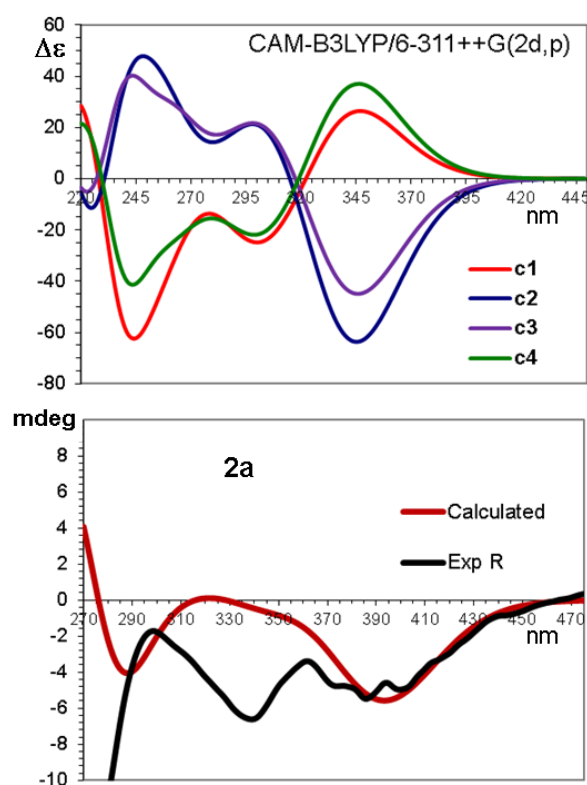 60
Δε
CAM-B3LYP/6-311++G(2d,p)
40
20
0
220 245 270 295 320 345 370 395 420 445
nm
-20
-40
-60
-80
c1
c2
c3
c4
mdeg
8
2a
6
4
Calculated
2
Exp R
0
270 290 310 330 350 370 390 410 430 450 470
nm
-2
-4
-6
-8
-10